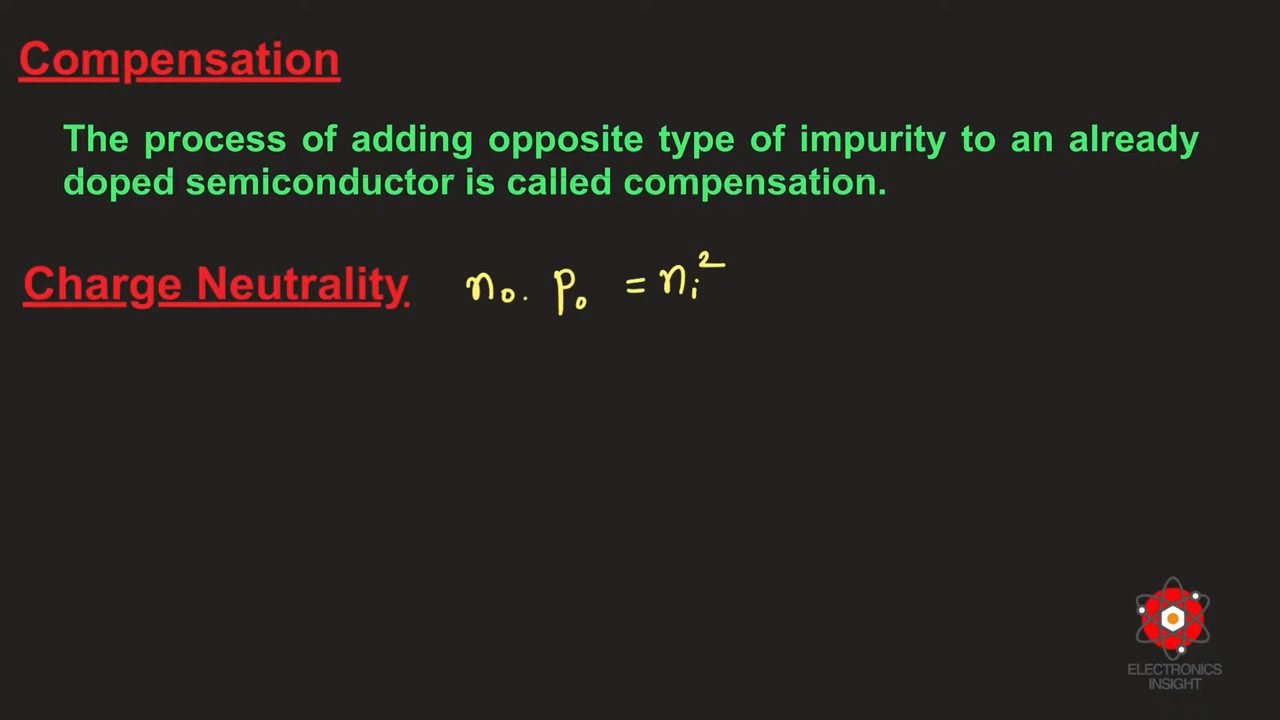 Compensation
The process of adding opposite type of impurity to an already
doped semiconductor is called compensation.
Charge Neutrality n₀. p₀ = nᵢ²
ELECTRONICS
INSIGHT